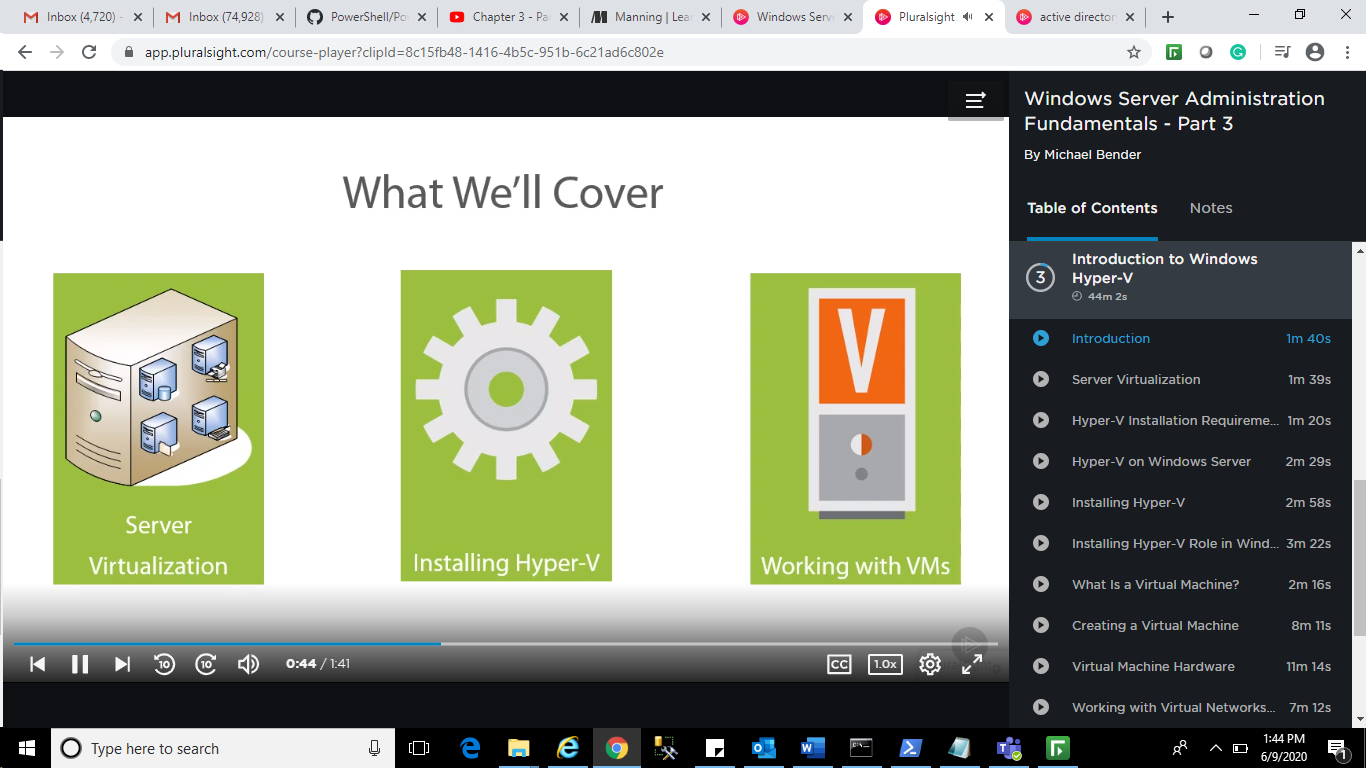 Inbox (4,720) -
Inbox (74,928)
PowerShell/Po
Chapter 3 - Pa
Manning | Lea
Windows Serv
Pluralsight
active director
app.pluralsight.com/course-player?clipId=8c15fb48-1416-4b5c-951b-6c21ad6c802e
What We'll Cover
Server
Virtualization
Installing Hyper-V
V
Working with VMs
10
10
0:44 / 1:41
CC
1.0x
Windows Server Administration
Fundamentals - Part 3
By Michael Bender
Table of Contents
Notes
3
Introduction to Windows
Hyper-V
44m 2s
Introduction 1m 40s
Server Virtualization 1m 39s
Hyper-V Installation Requireme... 1m 20s
Hyper-V on Windows Server 2m 29s
Installing Hyper-V 2m 58s
Installing Hyper-V Role in Wind... 3m 22s
What Is a Virtual Machine? 2m 16s
Creating a Virtual Machine 8m 11s
Virtual Machine Hardware 11m 14s
Working with Virtual Networks... 7m 12s
Type here to search
1:44 PM
6/9/2020
1